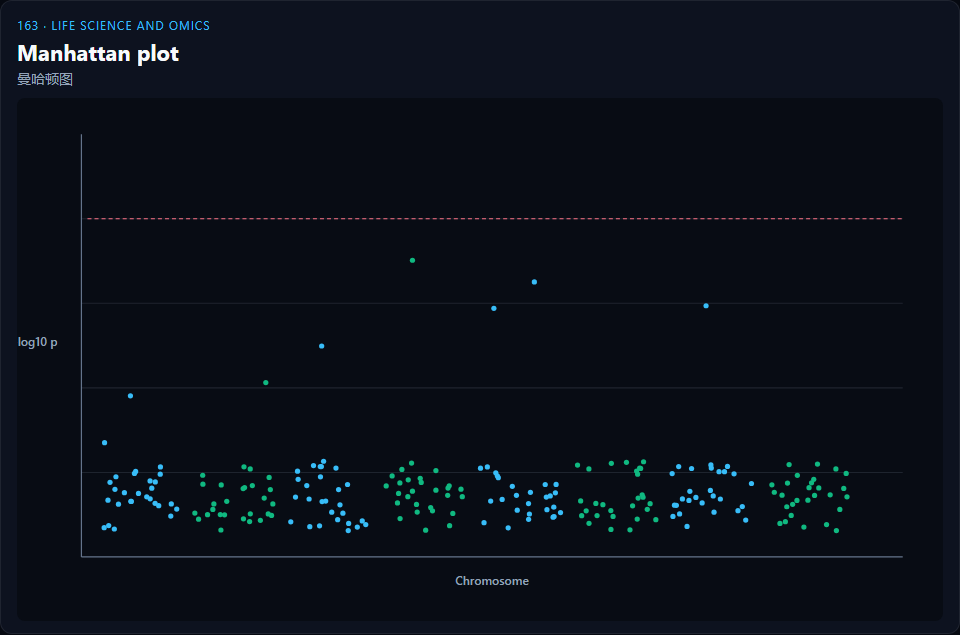 163 · LIFE SCIENCE AND OMICS
Manhattan plot
曼哈顿图
log10 p
Chromosome